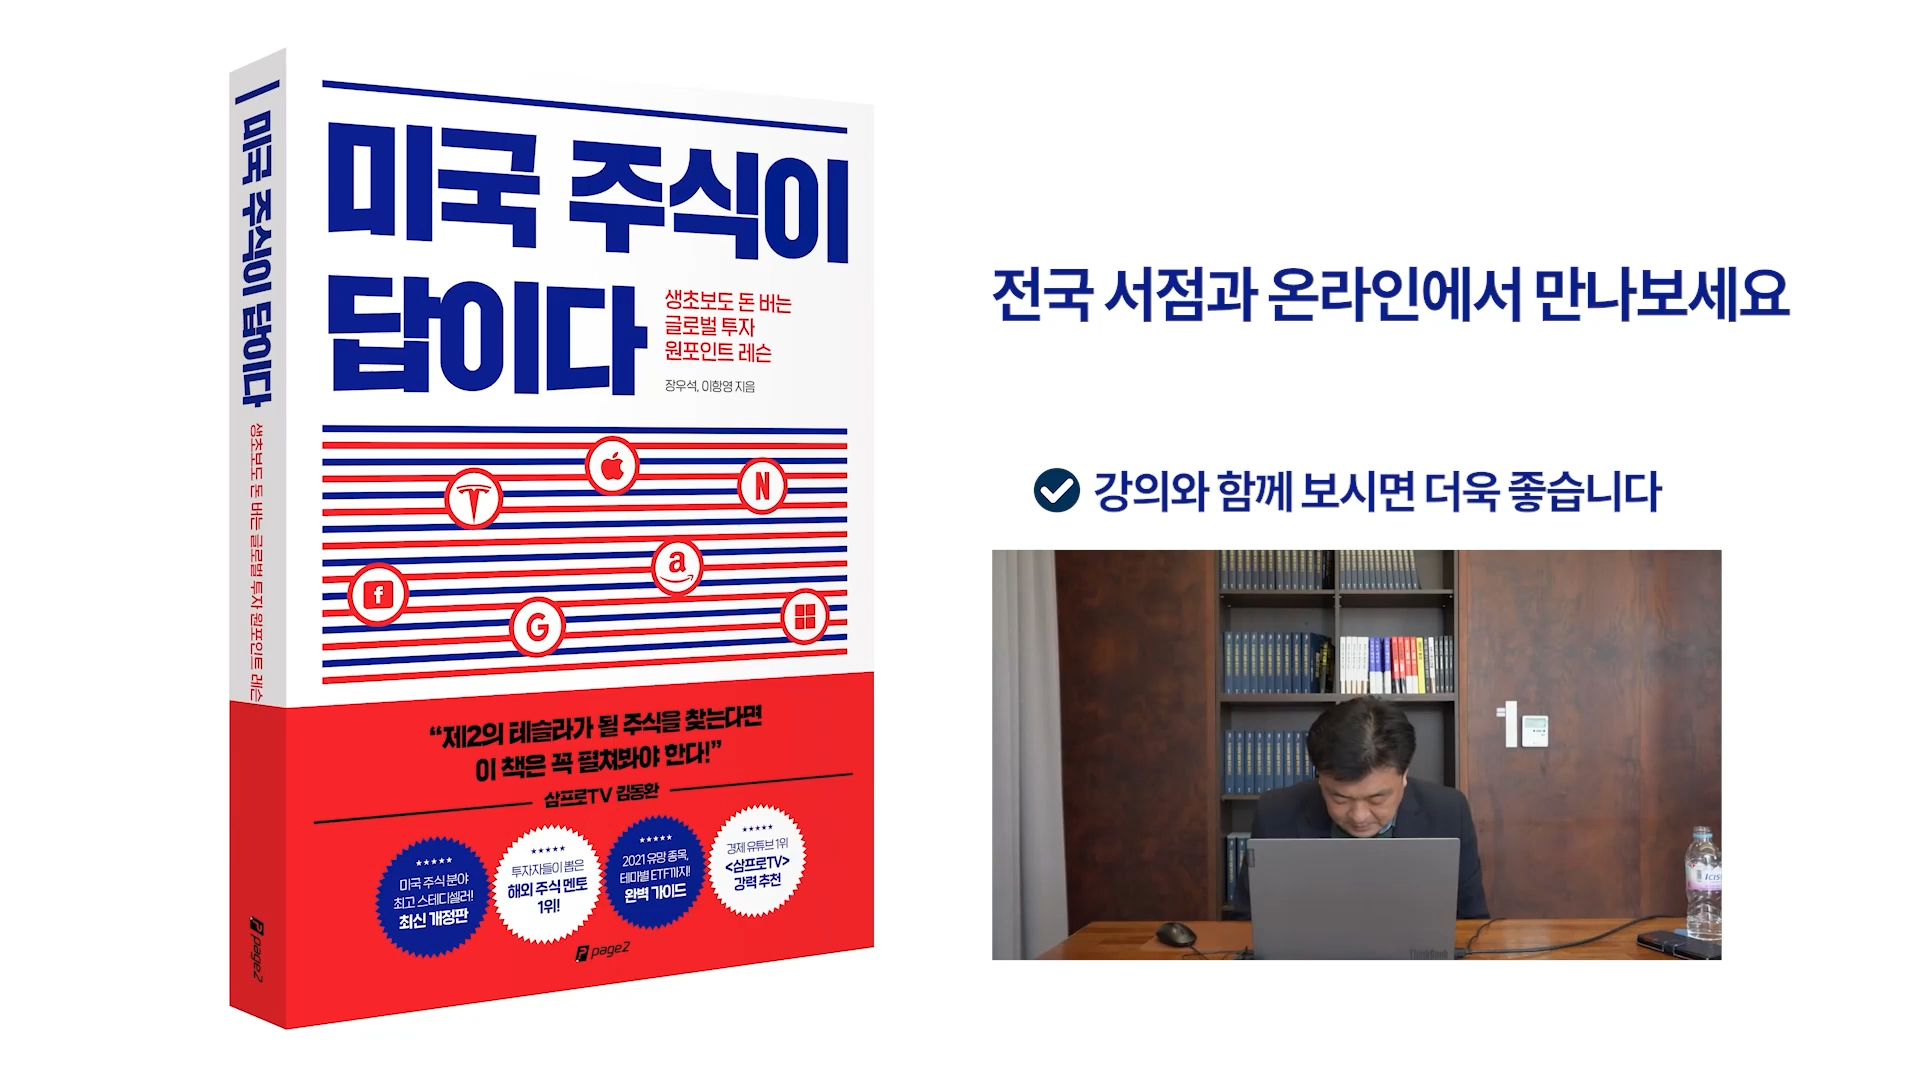 미국 주식이 답이다
생초보도 돈 버는 글로벌 투자 원포인트 레슨
page2
미국 주식이
답이다
생초보도 돈 버는
글로벌 투자
원포인트 레슨
장우석, 이항영 지음
f
G
a
N
“제2의 테슬라가 될 주식을 찾는다면
이 책은 꼭 펼쳐봐야 한다!”
삼프로TV 김동환
미국 주식 분야
최고 스테디셀러!
최신 개정판
투자자들이 뽑은
해외 주식 멘토
1위!
2021 유망 종목,
테마별 ETF까지!
완벽 가이드
경제 유튜브 1위
<삼프로TV>
강력 추천
page2
전국 서점과 온라인에서 만나보세요
강의와 함께 보시면 더욱 좋습니다
ThinkBook